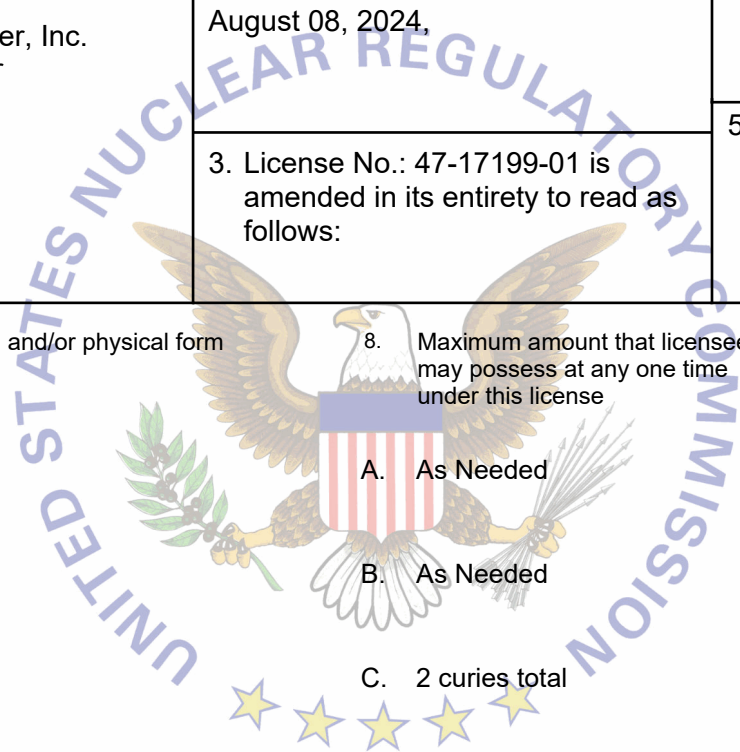 er, Inc.
August 08, 2024,
5
3. License No.: 47-17199-01 is
amended in its entirety to read as
follows:
and/or physical form
8. Maximum amount that licensee
may possess at any one time
under this license
A. As Needed
B. As Needed
C. 2 curies total
UNITED STATES NUCLEAR REGULATORY COMMISSION